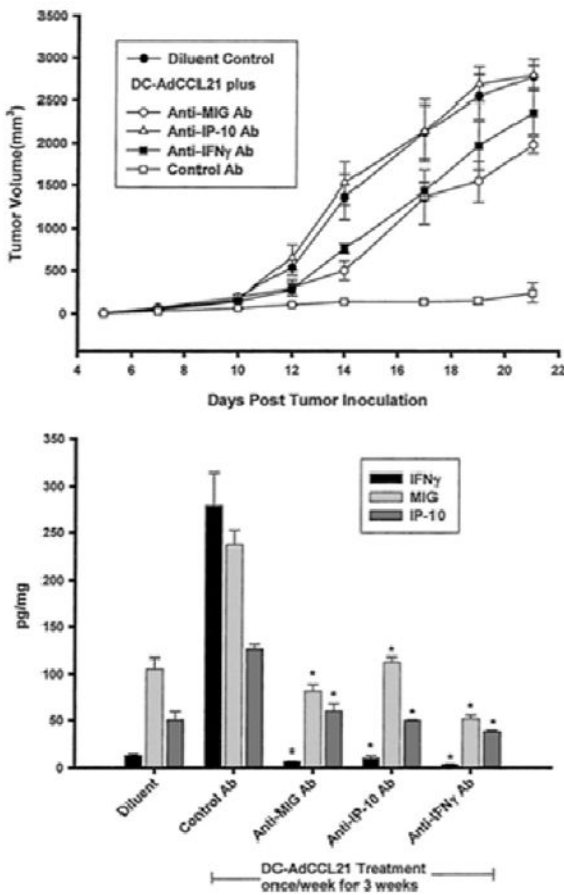 Tumor Volume(mm³)
3000
2500
2000
1500
1000
500
0
Diluent Control
DC-AdCCL21 plus
Anti-MIG Ab
Anti-IP-10 Ab
Anti-IFNγ Ab
Control Ab
4 6 8 10 12 14 16 18 20 22
Days Post Tumor Inoculation
pg/mg
350
300
250
200
150
100
50
0
IFNγ
MIG
IP-10
* * * * * * * * *
Diluent
Control Ab
Anti-MIG Ab
Anti-IP-10 Ab
Anti-IFNγ Ab
DC-AdCCL21 Treatment
once/week for 3 weeks